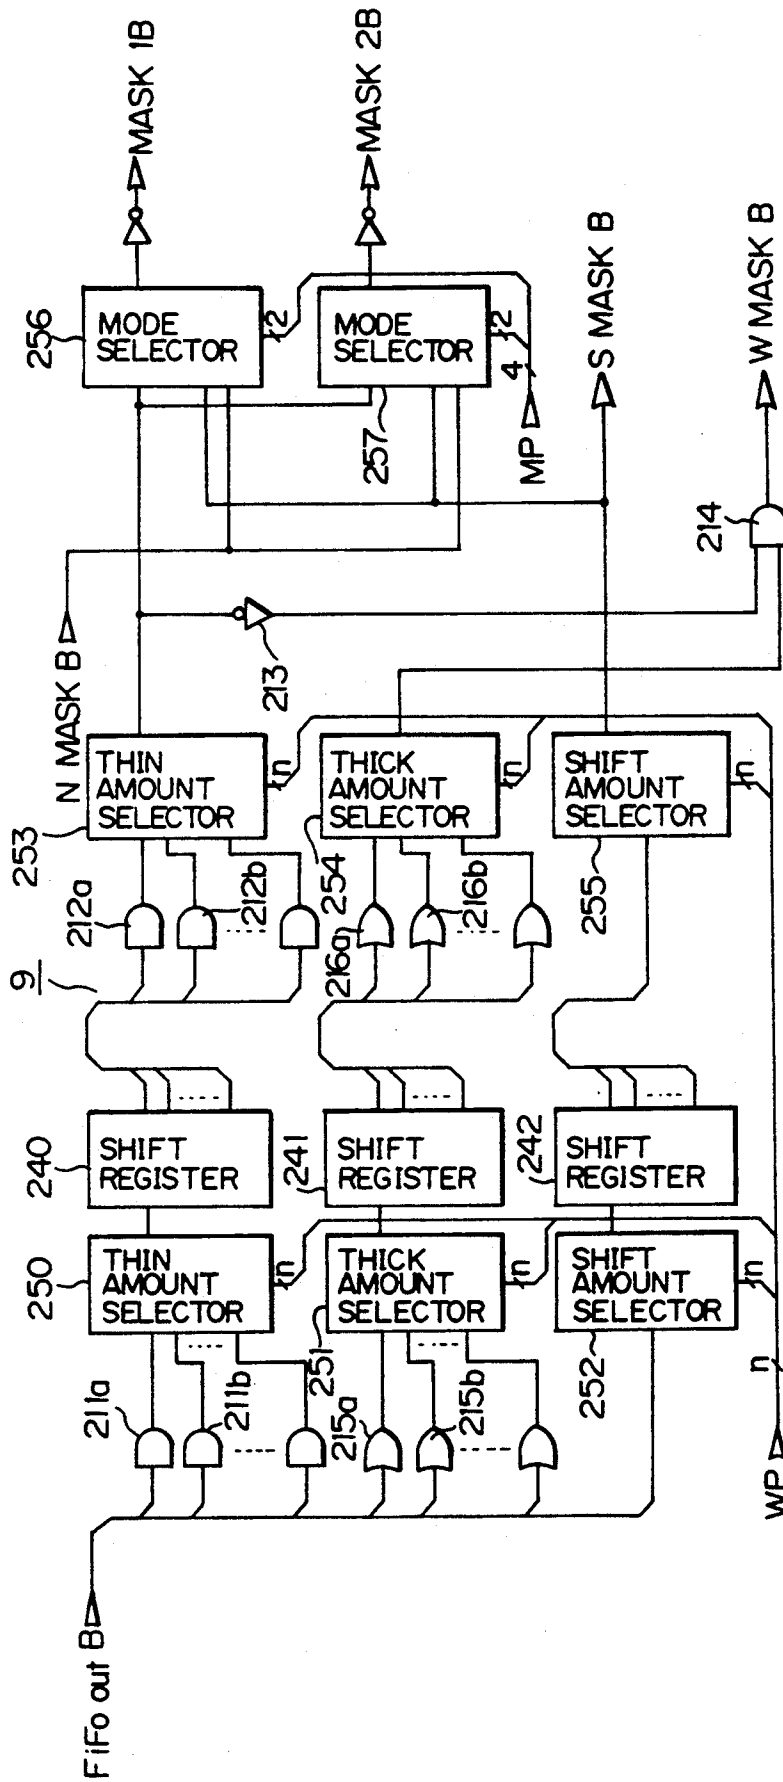 FiFo out B
211a
211b
215a
215b
250
THIN
AMOUNT
SELECTOR
n
251
THICK
AMOUNT
SELECTOR
n
252
SHIFT
AMOUNT
SELECTOR
n
WP
n
240
SHIFT
REGISTER
241
SHIFT
REGISTER
242
SHIFT
REGISTER
9
212a
212b
216a
216b
253
THIN
AMOUNT
SELECTOR
n
254
THICK
AMOUNT
SELECTOR
n
255
SHIFT
AMOUNT
SELECTOR
n
N MASK B
213
214
256
MODE
SELECTOR
2
257
MODE
SELECTOR
2
4
MP
MASK 1B
MASK 2B
S MASK B
W MASK B